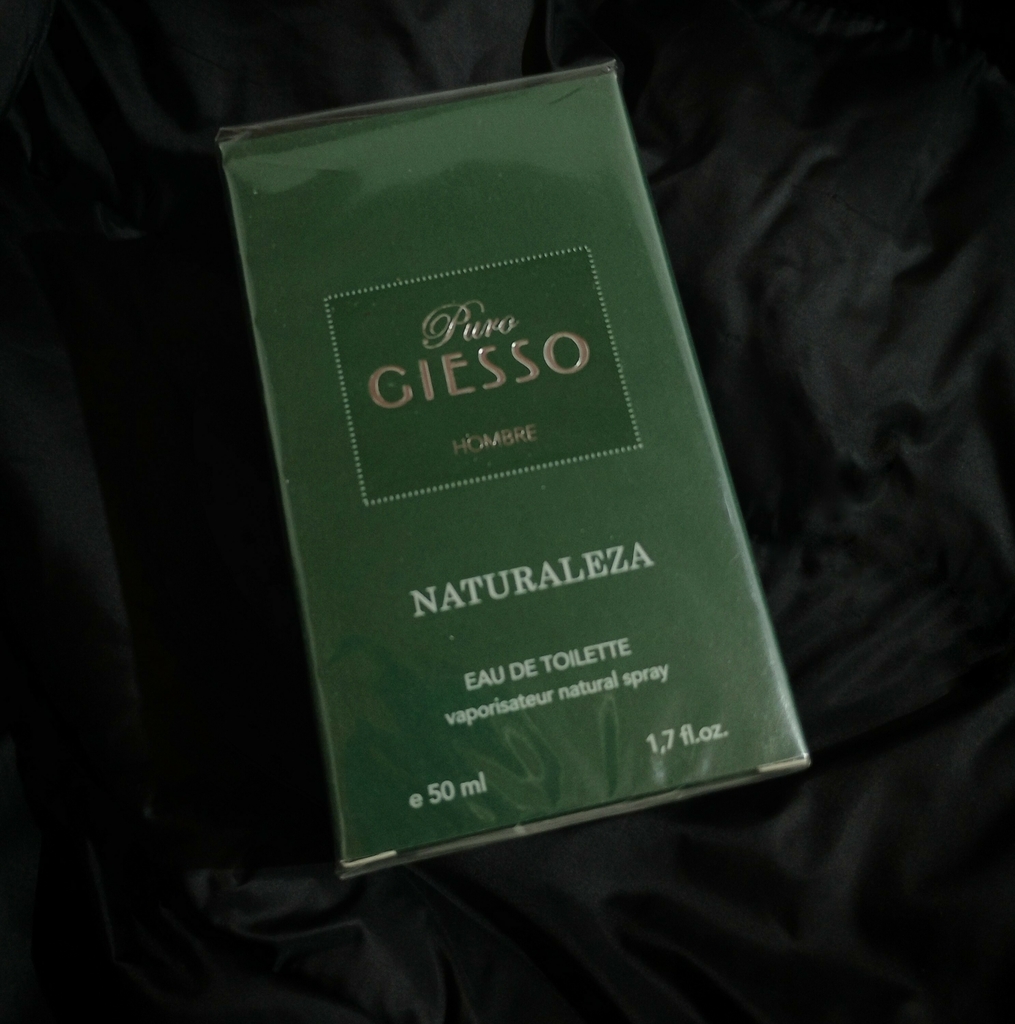 Puro
GIESSO
HOMBRE
NATURALEZA
EAU DE TOILETTE
vaporisateur natural spray
e 50 ml
1,7 fl.oz.